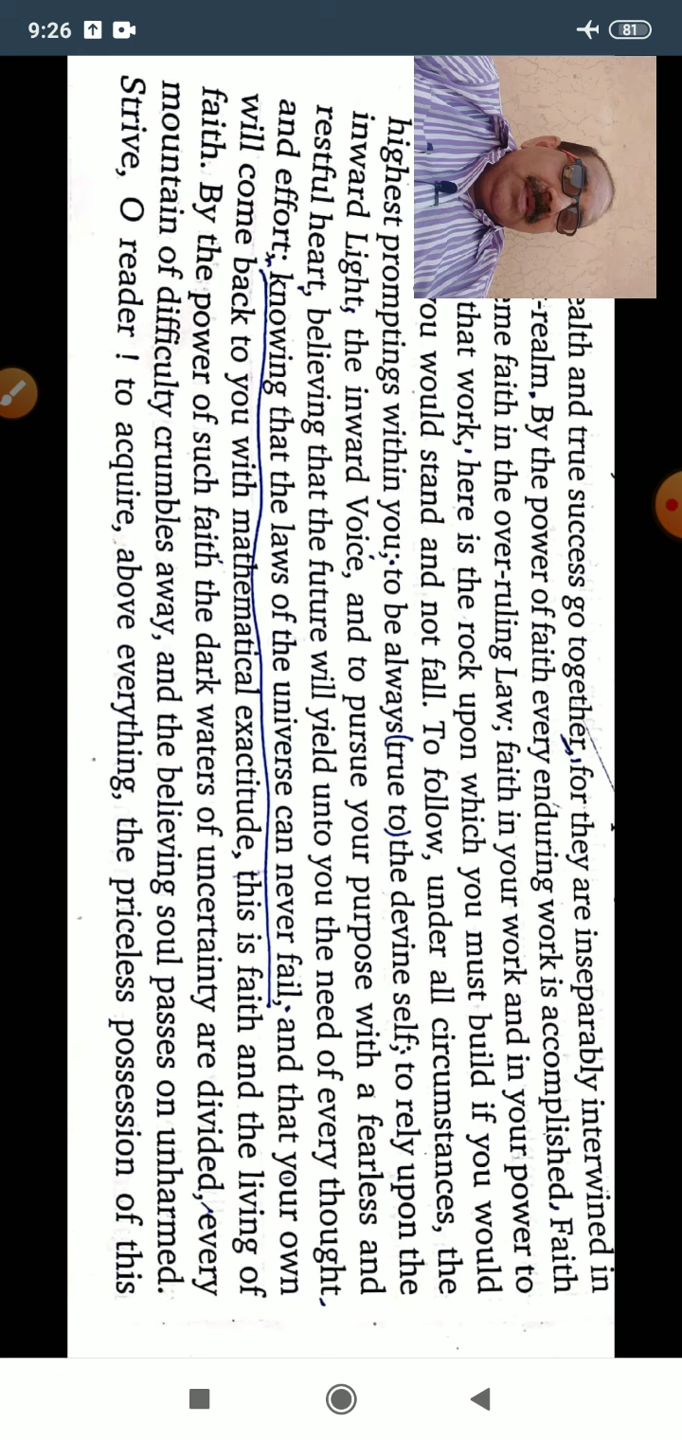 9:26
81
ealth and true success go together, for they are inseparably interwined in
-realm. By the power of faith every enduring work is accomplished. Faith
me faith in the over-ruling Law; faith in your work and in your power to
that work, here is the rock upon which you must build if you would
ou would stand and not fall. To follow, under all circumstances, the
highest promptings within you; to be always (true to) the devine self; to rely upon the
inward Light, the inward Voice, and to pursue your purpose with a fearless and
restful heart, believing that the future will yield unto you the need of every thought
and effort; knowing that the laws of the universe can never fail, and that your own
will come back to you with mathematical exactitude, this is faith and the living of
faith. By the power of such faith the dark waters of uncertainty are divided, every
mountain of difficulty crumbles away, and the believing soul passes on unharmed.
Strive, O reader ! to acquire, above everything, the priceless possession of this